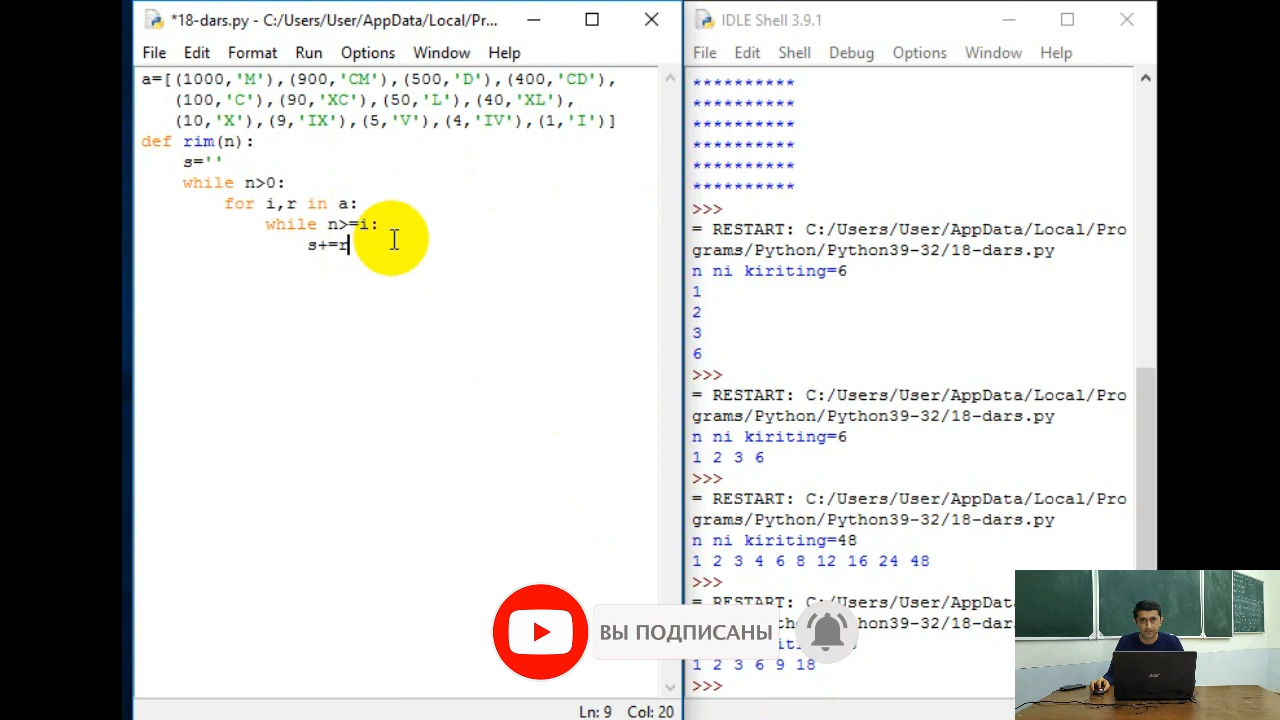 *18-dars.py - C:/Users/User/AppData/Local/Pr...
File Edit Format Run Options Window Help
a=[(1000,'M'),(900,'CM'),(500,'D'),(400,'CD'),
(100,'C'),(90,'XC'),(50,'L'),(40,'XL'),
(10,'X'),(9,'IX'),(5,'V'),(4,'IV'),(1,'I')]
def rim(n):
s=''
while n>0:
for i,r in a:
while n>=i:
s+=r
Ln: 9 Col: 20
IDLE Shell 3.9.1
File Edit Shell Debug Options Window Help
**********
**********
**********
**********
**********
**********
>>>
= RESTART: C:/Users/User/AppData/Local/Pro
grams/Python/Python39-32/18-dars.py
n ni kiriting=6
1
2
3
6
>>>
= RESTART: C:/Users/User/AppData/Local/Pro
grams/Python/Python39-32/18-dars.py
n ni kiriting=6
1 2 3 6
>>>
= RESTART: C:/Users/User/AppData/Local/Pro
grams/Python/Python39-32/18-dars.py
n ni kiriting=48
1 2 3 4 6 8 12 16 24 48
>>>
= RESTART: C:/Users/User/AppData
1 2 3 6 9 18
>>>
ВЫ ПОДПИСАНЫ